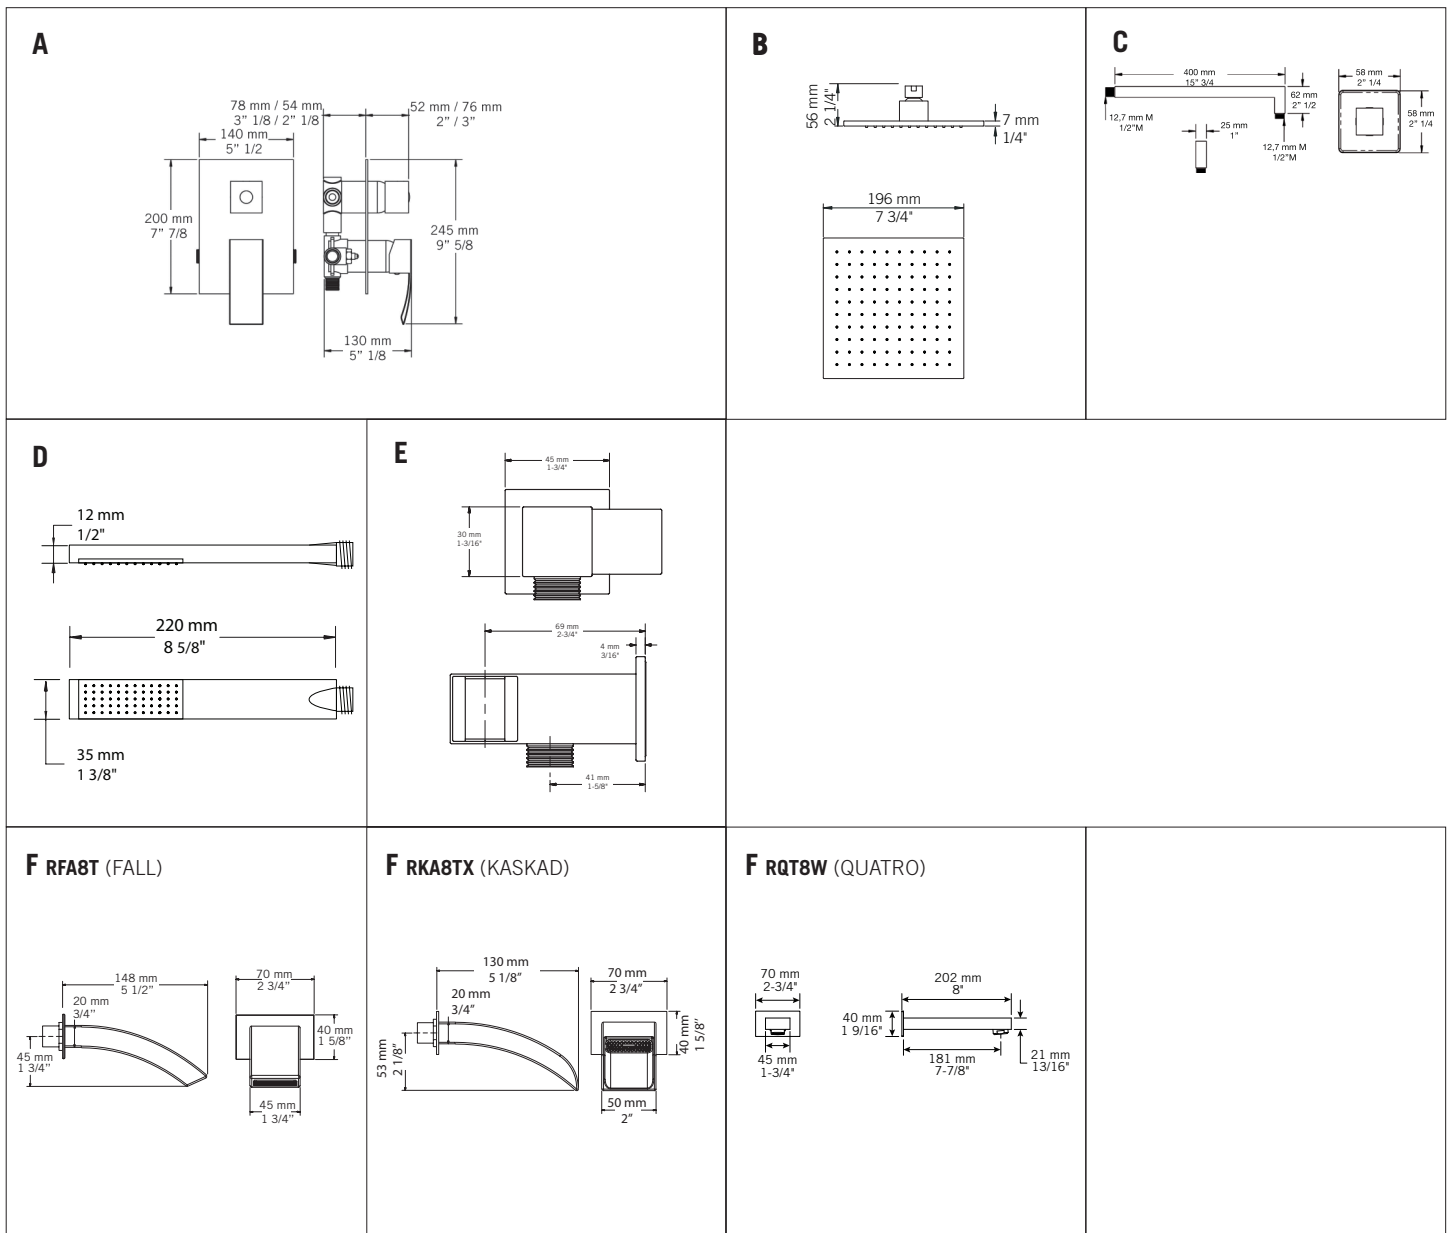 A
78 mm / 54 mm
3" 1/8 / 2" 1/8
52 mm / 76 mm
2" / 3"
140 mm
5" 1/2
200 mm
7" 7/8
245 mm
9" 5/8
130 mm
5" 1/8
B
56 mm
2 1/4"
7 mm
1/4"
196 mm
7 3/4"
C
400 mm
15" 3/4
62 mm
2" 1/2
12,7 mm M
1/2"M
25 mm
1"
12,7 mm M
1/2"M
58 mm
2" 1/4
58 mm
2" 1/4
D
12 mm
1/2"
220 mm
8 5/8"
35 mm
1 3/8"
E
45 mm
1-3/4"
30 mm
1-3/16"
69 mm
2-3/4"
4 mm
3/16"
41 mm
1-5/8"
F RFA8T (FALL)
148 mm
5 1/2"
20 mm
3/4"
45 mm
1 3/4"
70 mm
2 3/4"
40 mm
1 5/8"
45 mm
1 3/4"
F RKA8TX (KASKAD)
130 mm
5 1/8"
20 mm
3/4"
53 mm
2 1/8"
70 mm
2 3/4"
40 mm
1 5/8"
50 mm
2"
F RQT8W (QUATRO)
70 mm
2-3/4"
45 mm
1-3/4"
202 mm
8"
40 mm
1 9/16"
181 mm
7-7/8"
21 mm
13/16"